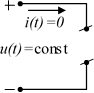 +
i(t)=0
u(t)=const
−